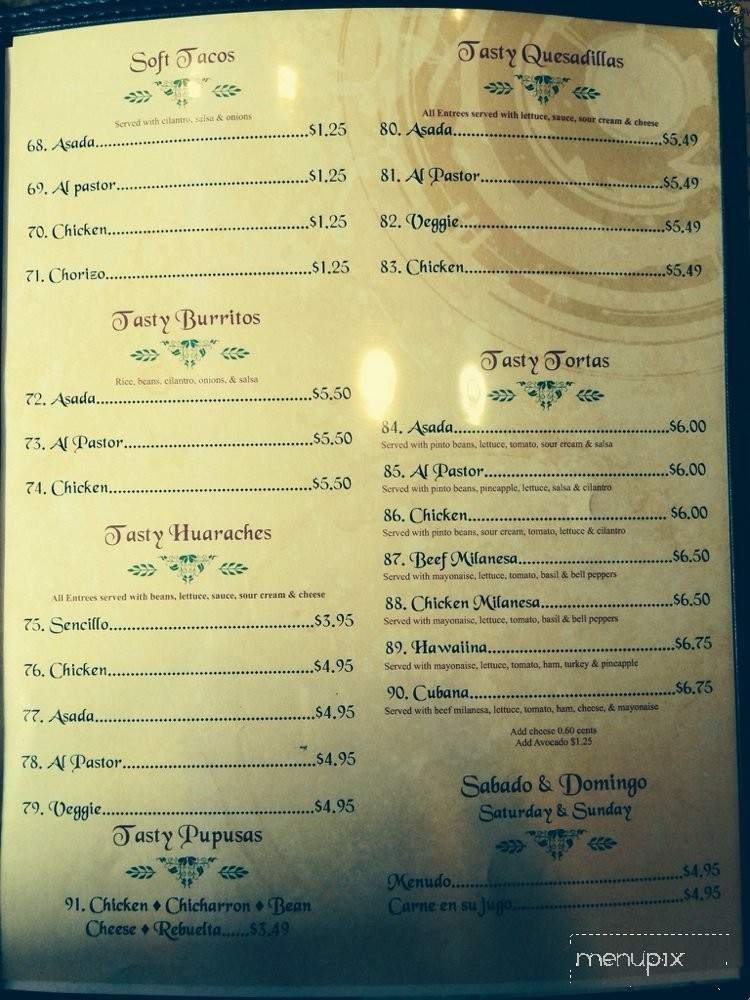 Soft Tacos
Served with cilantro, salsa & onions
68. Asada...............$1.25
69. Al pastor...............$1.25
70. Chicken...............$1.25
71. Chorizo...............$1.25
Tasty Burritos
Rice, beans, cilantro, onions, & salsa
72. Asada...............$5.50
73. Al Pastor...............$5.50
74. Chicken...............$5.50
Tasty Huaraches
All Entrees served with beans, lettuce, sauce, sour cream & cheese
75. Sencillo...............$3.95
76. Chicken...............$4.95
77. Asada...............$4.95
78. Al Pastor...............$4.95
79. Veggie...............$4.95
Tasty Pupusas
91. Chicken ♦ Chicharron ♦ Bean
Cheese ♦ Rebuelta......$3.49
Tasty Quesadillas
All Entrees served with lettuce, sauce, sour cream & cheese
80. Asada...............$5.49
81. Al Pastor...............$5.49
82. Veggie...............$5.49
83. Chicken...............$5.49
Tasty Tortas
84. Asada...............$6.00
Served with pinto beans, lettuce, tomato, sour cream & salsa
85. Al Pastor...............$6.00
Served with pinto beans, pineapple, lettuce, salsa & cilantro
86. Chicken............... $6.00
Served with pinto beans, sour cream, tomato, lettuce & cilantro
87. Beef Milanesa...............$6.50
Served with mayonaise, lettuce, tomato, basil & bell peppers
88. Chicken Milanesa...............$6.50
Served with mayonaise, lettuce, tomato, basil & bell peppers
89. Hawaiina...............$6.75
Served with mayonaise, lettuce, tomato, ham, turkey & pineapple
90. Cubana...............$6.75
Served with beef milanesa, lettuce, tomato, ham, cheese, & mayonaise
Add cheese 0.60 cents
Add Avocado $1.25
Sabado & Domingo
Saturday & Sunday
Menudo...............$4.95
Carne en su jugo...............$4.95
menupix